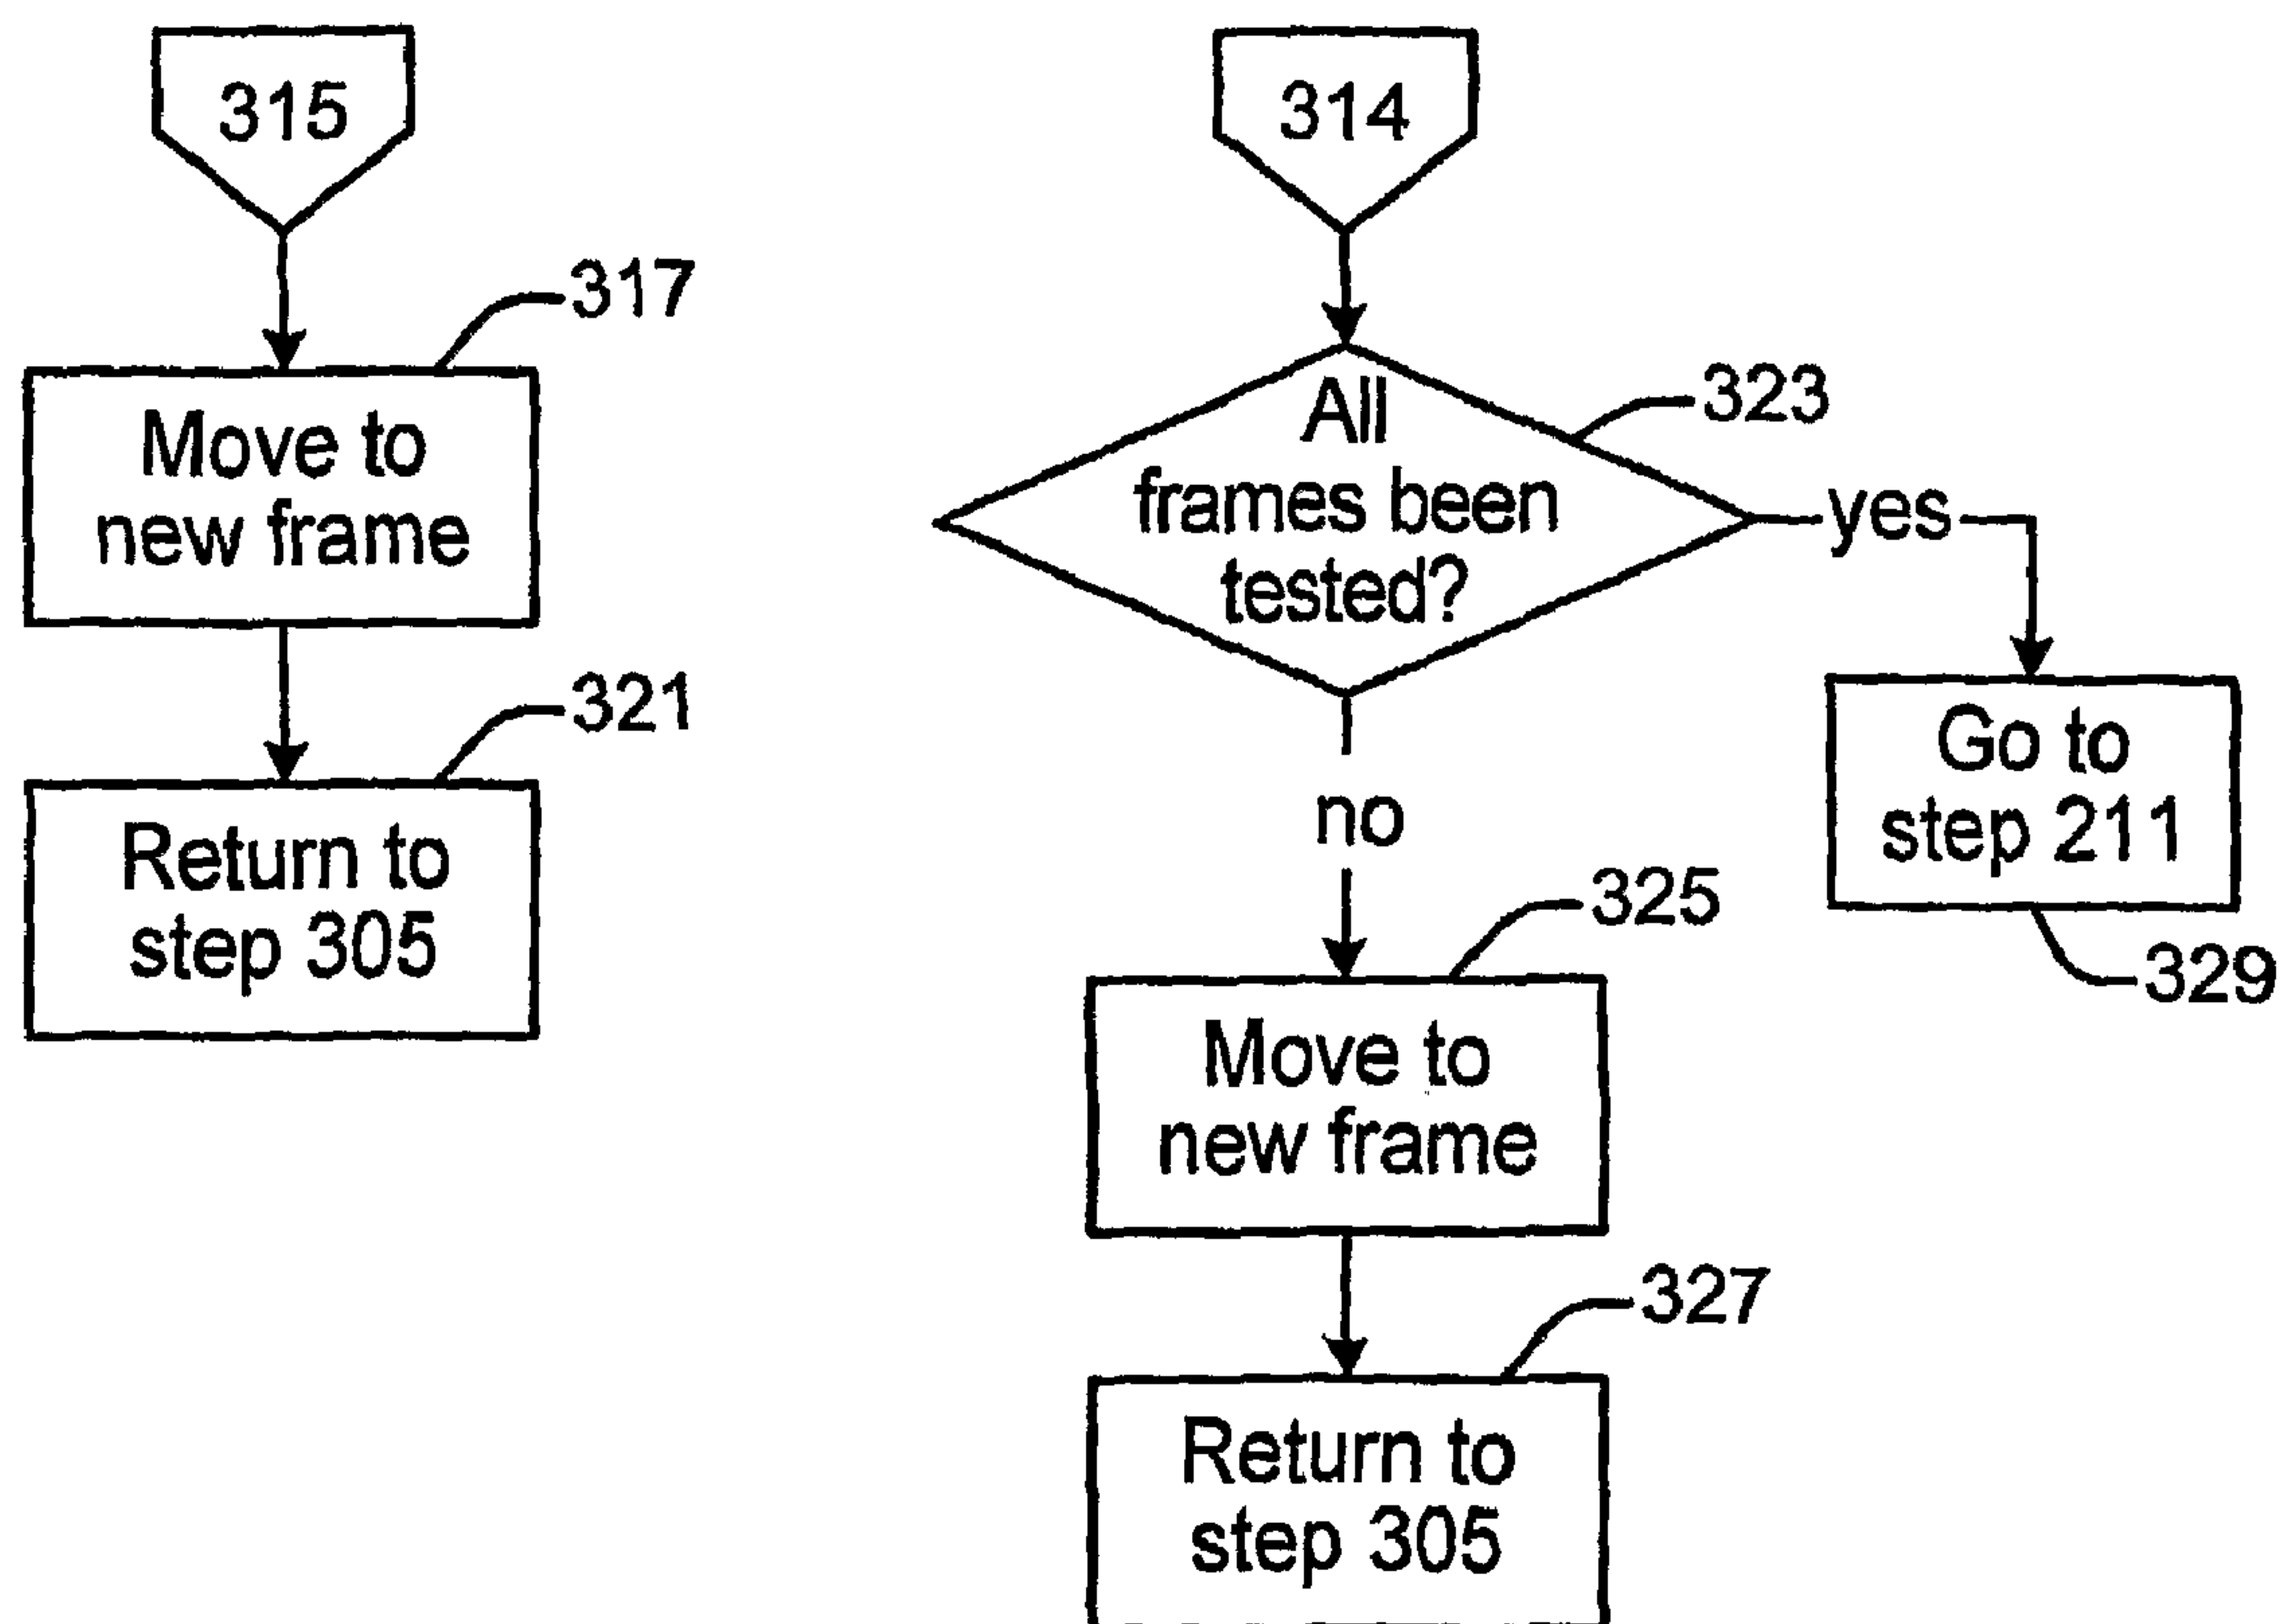 315
317
Move to
new frame
321
Return to
step 305
314
323
All
frames been
tested?
yes
Go to
step 211
329
no
325
Move to
new frame
327
Return to
step 305